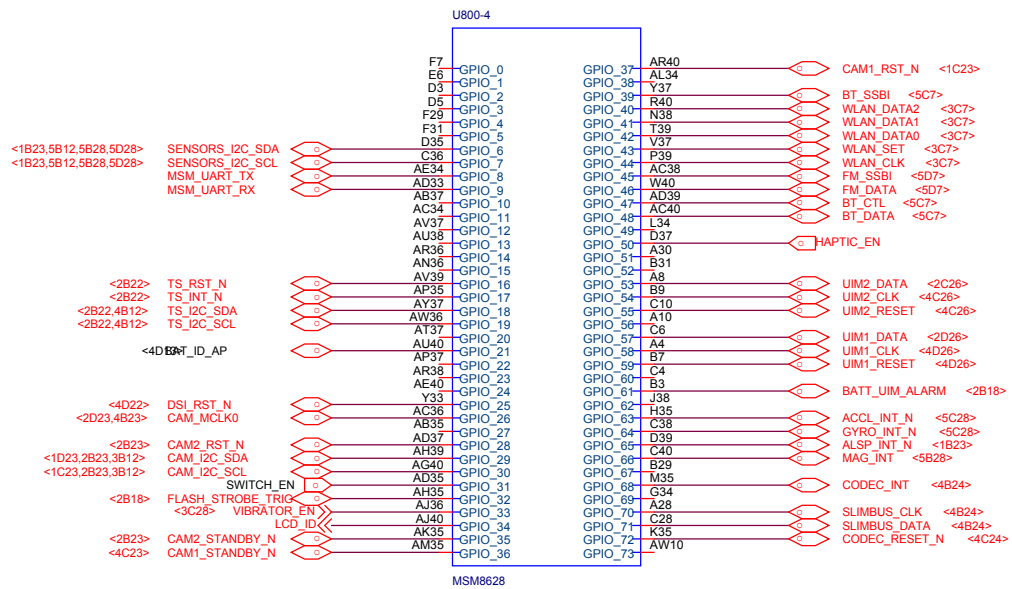 U800-4
F7 GPIO_0 GPIO_37 AR40 CAM1_RST_N <1C23>
E6 GPIO_1 GPIO_38 AL34
D3 GPIO_2 GPIO_39 Y37 BT_SSBI <5C7>
D5 GPIO_3 GPIO_40 R40 WLAN_DATA2 <3C7>
F29 GPIO_4 GPIO_41 N38 WLAN_DATA1 <3C7>
F31 GPIO_5 GPIO_42 T39 WLAN_DATA0 <3C7>
<1B23,5B12,5B28,5D28> SENSORS_I2C_SDA D35 GPIO_6 GPIO_43 V37 WLAN_SET <3C7>
<1B23,5B12,5B28,5D28> SENSORS_I2C_SCL C36 GPIO_7 GPIO_44 P39 WLAN_CLK <3C7>
MSM_UART_TX AE34 GPIO_8 GPIO_45 AC38 FM_SSBI <5D7>
MSM_UART_RX AD33 GPIO_9 GPIO_46 W40 FM_DATA <5D7>
AB37 GPIO_10 GPIO_47 AD39 BT_CTL <5C7>
AC34 GPIO_11 GPIO_48 AC40 BT_DATA <5C7>
AV37 GPIO_12 GPIO_49 L34
AU38 GPIO_13 GPIO_50 D37 HAPTIC_EN
AR36 GPIO_14 GPIO_51 A30
AN36 GPIO_15 GPIO_52 B31
<2B22> TS_RST_N AV39 GPIO_16 GPIO_53 A8 UIM2_DATA <2C26>
<2B22> TS_INT_N AP35 GPIO_17 GPIO_54 B9 UIM2_CLK <4C26>
<2B22,4B12> TS_I2C_SDA AY37 GPIO_18 GPIO_55 C10 UIM2_RESET <4C26>
<2B22,4B12> TS_I2C_SCL AW36 GPIO_19 GPIO_56 A10
AT37 GPIO_20 GPIO_57 C6 UIM1_DATA <2D26>
BAT_ID_AP AU40 GPIO_21 GPIO_58 A4 UIM1_CLK <4D26>
AP37 GPIO_22 GPIO_59 B7 UIM1_RESET <4D26>
AR38 GPIO_23 GPIO_60 C4
AE40 GPIO_24 GPIO_61 B3 BATT_UIM_ALARM <2B18>
<4D22> DSI_RST_N Y33 GPIO_25 GPIO_62 J38
<2D23,4B23> CAM_MCLK0 AC36 GPIO_26 GPIO_63 H35 ACCL_INT_N <5C28>
AB35 GPIO_27 GPIO_64 C38 GYRO_INT_N <5C28>
<2B23> CAM2_RST_N AD37 GPIO_28 GPIO_65 D39 ALSP_INT_N <1B23>
<1D23,2B23,3B12> CAM_I2C_SDA AH39 GPIO_29 GPIO_66 C40 MAG_INT <5B28>
<1C23,2B23,3B12> CAM_I2C_SCL AG40 GPIO_30 GPIO_67 B29
SWITCH_EN AD35 GPIO_31 GPIO_68 M35 CODEC_INT <4B24>
<2B18> FLASH_STROBE_TRIG AH35 GPIO_32 GPIO_69 G34
<3C28> VIBRATOR_EN AJ36 GPIO_33 GPIO_70 A28 SLIMBUS_CLK <4B24>
LCD_ID AJ40 GPIO_34 GPIO_71 C28 SLIMBUS_DATA <4B24>
<2B23> CAM2_STANDBY_N AK35 GPIO_35 GPIO_72 K35 CODEC_RESET_N <4C24>
<4C23> CAM1_STANDBY_N AM35 GPIO_36 GPIO_73 AW10
MSM8628